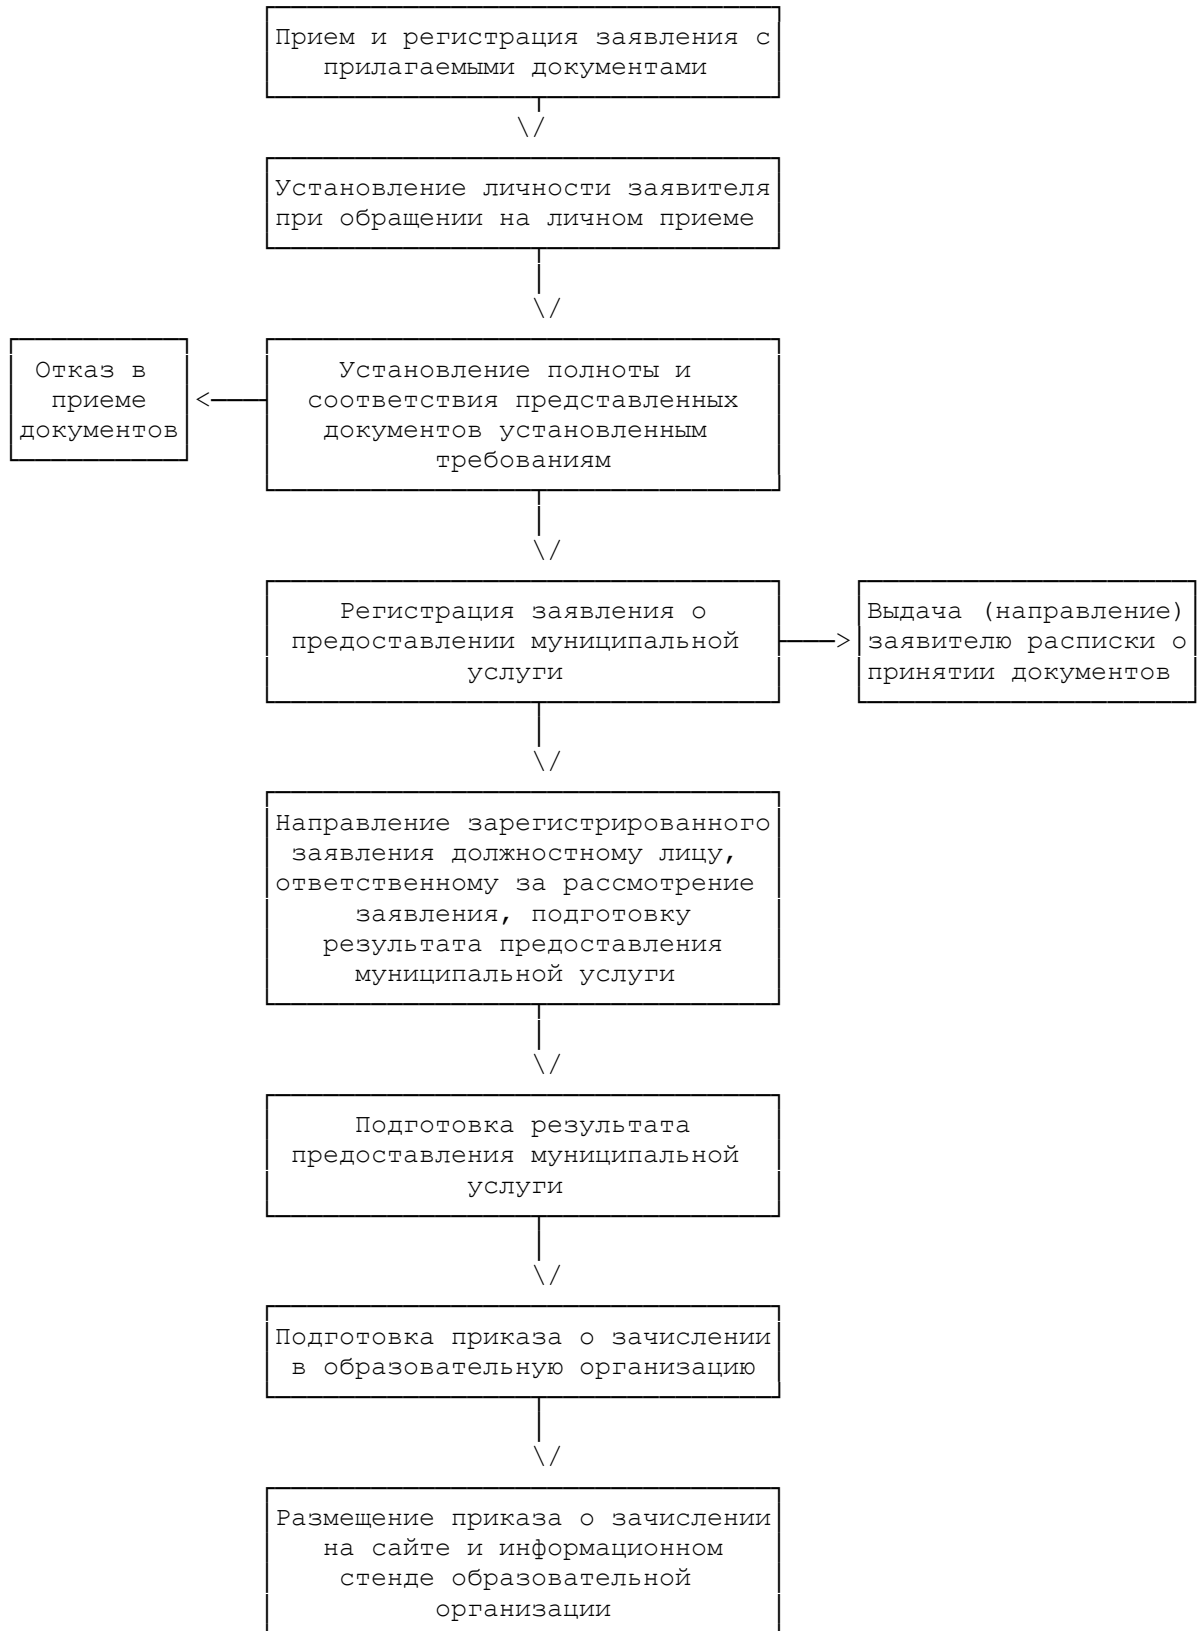 Прием и регистрация заявления с
прилагаемыми документами
Установление личности заявителя
при обращении на личном приеме
Отказ в
приеме
документов
Установление полноты и
соответствия представленных
документов установленным
требованиям
Регистрация заявления о
предоставлении муниципальной
услуги
Выдача (направление)
заявителю расписки о
принятии документов
Направление зарегистрированного
заявления должностному лицу,
ответственному за рассмотрение
заявления, подготовку
результата предоставления
муниципальной услуги
Подготовка результата
предоставления муниципальной
услуги
Подготовка приказа о зачислении
в образовательную организацию
Размещение приказа о зачислении
на сайте и информационном
стенде образовательной
организации